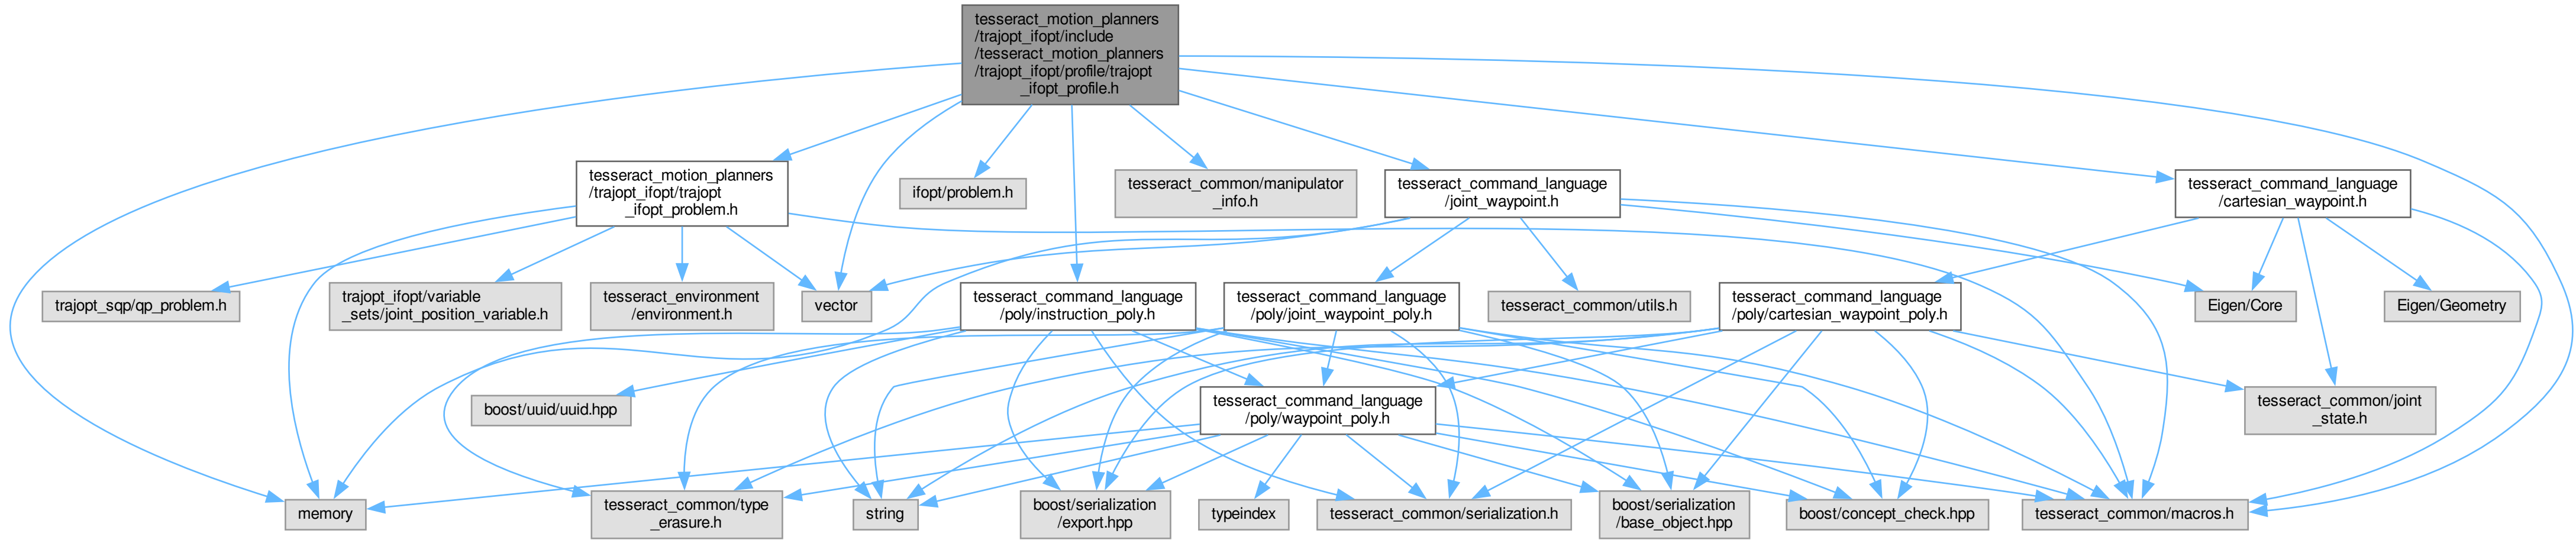 tesseract_motion_planners
/trajopt_ifopt/include
/tesseract_motion_planners
/trajopt_ifopt/profile/trajopt
_ifopt_profile.h
tesseract_motion_planners
/trajopt_ifopt/trajopt
_ifopt_problem.h
ifopt/problem.h
tesseract_common/manipulator
_info.h
tesseract_command_language
/joint_waypoint.h
tesseract_command_language
/cartesian_waypoint.h
trajopt_sqp/qp_problem.h
trajopt_ifopt/variable
_sets/joint_position_variable.h
tesseract_environment
/environment.h
vector
tesseract_command_language
/poly/instruction_poly.h
tesseract_command_language
/poly/joint_waypoint_poly.h
tesseract_common/utils.h
tesseract_command_language
/poly/cartesian_waypoint_poly.h
Eigen/Core
Eigen/Geometry
boost/uuid/uuid.hpp
tesseract_command_language
/poly/waypoint_poly.h
tesseract_common/joint
_state.h
memory
tesseract_common/type
_erasure.h
string
boost/serialization
/export.hpp
typeindex
tesseract_common/serialization.h
boost/serialization
/base_object.hpp
boost/concept_check.hpp
tesseract_common/macros.h